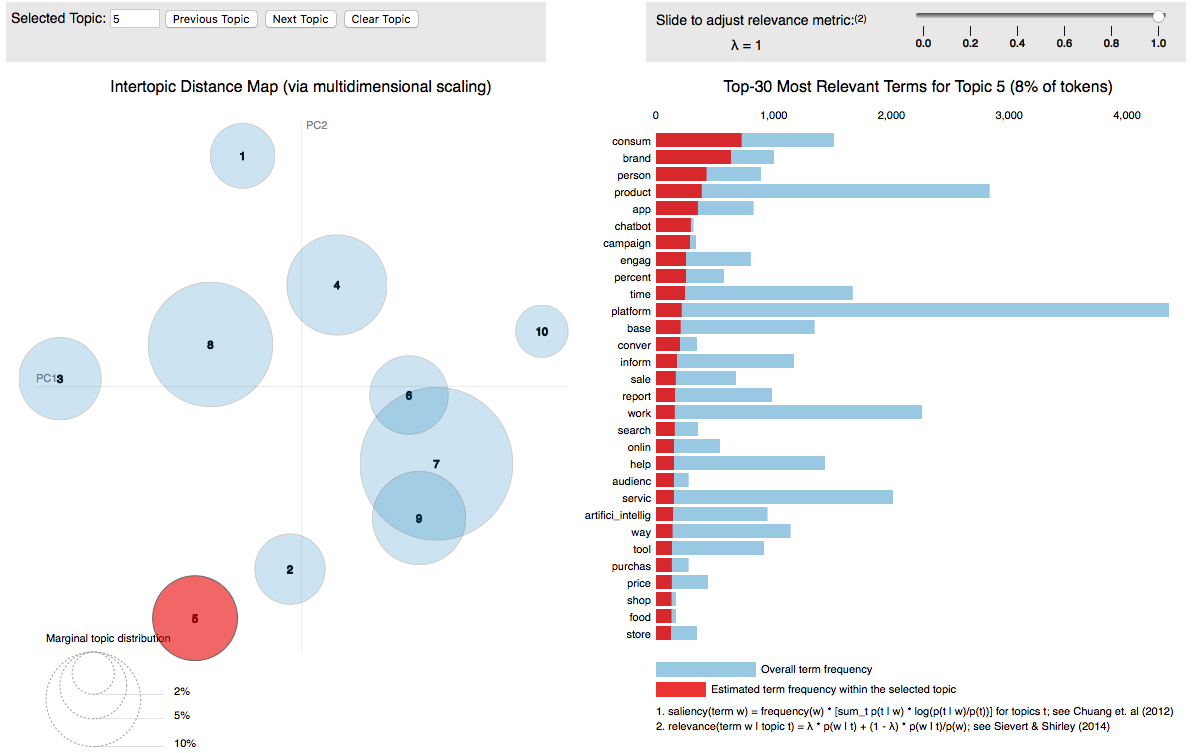 Selected Topic: 5 Previous Topic Next Topic Clear Topic
Slide to adjust relevance metric:(2)
λ = 1
0.0 0.2 0.4 0.6 0.8 1.0
Intertopic Distance Map (via multidimensional scaling)
PC2
1
4
10
8
PC1
3
6
7
9
2
5
Marginal topic distribution
2%
5%
10%
Top-30 Most Relevant Terms for Topic 5 (8% of tokens)
0 1,000 2,000 3,000 4,000
consum
brand
person
product
app
chatbot
campaign
engag
percent
time
platform
base
conver
inform
sale
report
work
search
onlin
help
audienc
servic
artifici_intellig
way
tool
purchas
price
shop
food
store
Overall term frequency
Estimated term frequency within the selected topic
1. saliency(term w) = frequency(w) * [sum_t p(t | w) * log(p(t | w)/p(t))] for topics t; see Chuang et. al (2012)
2. relevance(term w | topic t) = λ * p(w | t) + (1 - λ) * p(w | t)/p(w); see Sievert & Shirley (2014)